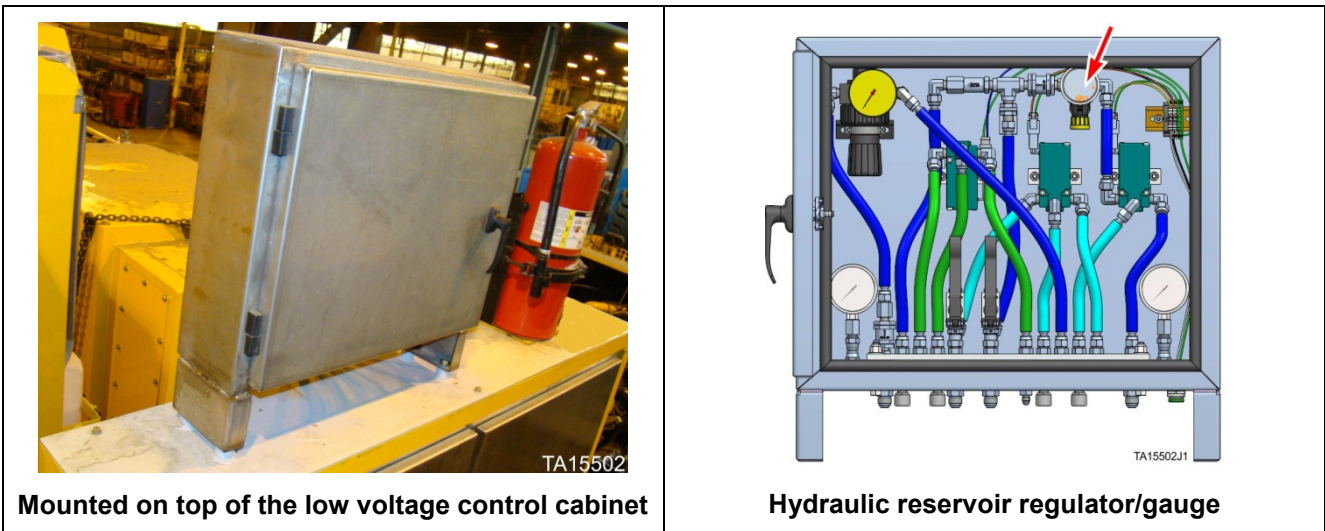 TA15502
Mounted on top of the low voltage control cabinet
TA15502J1
Hydraulic reservoir regulator/gauge